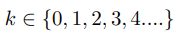 k ∈ {0, 1, 2, 3, 4....}